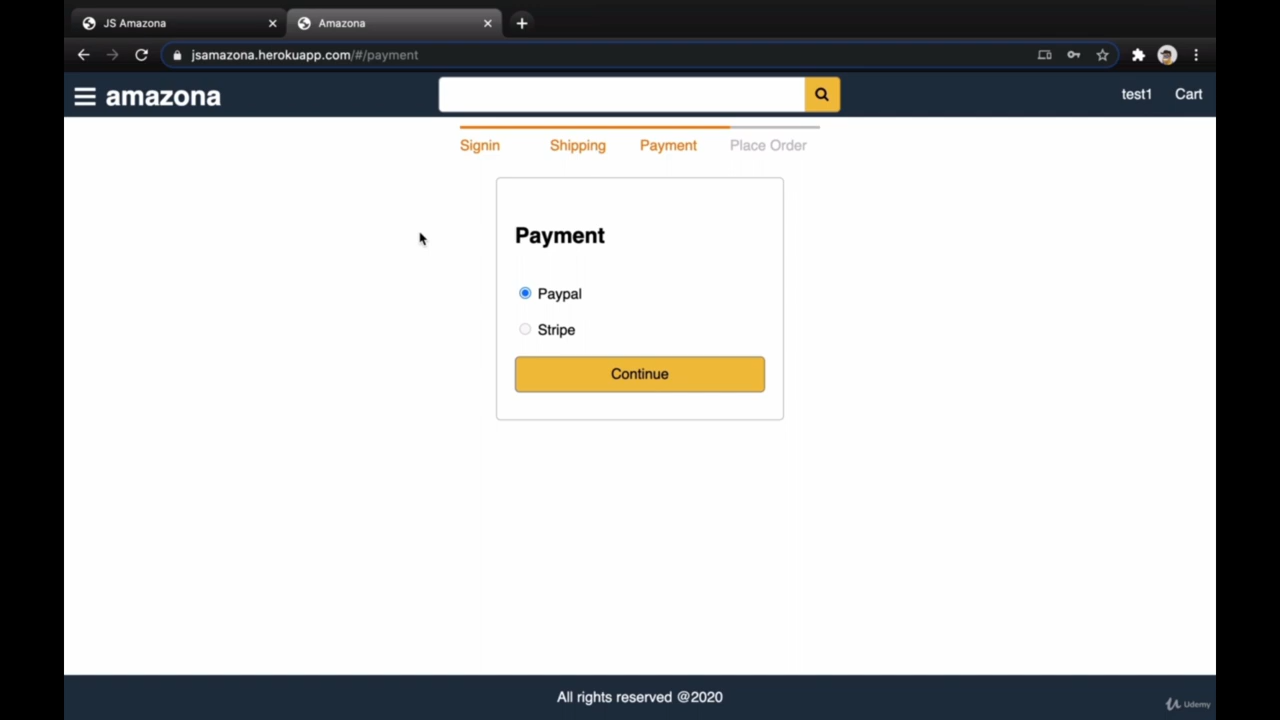 JS Amazona
Amazona
jsamazona.herokuapp.com/#/payment
amazona
test1 Cart
Signin Shipping Payment Place Order
Payment
Paypal
Stripe
Continue
All rights reserved @2020
Udemy